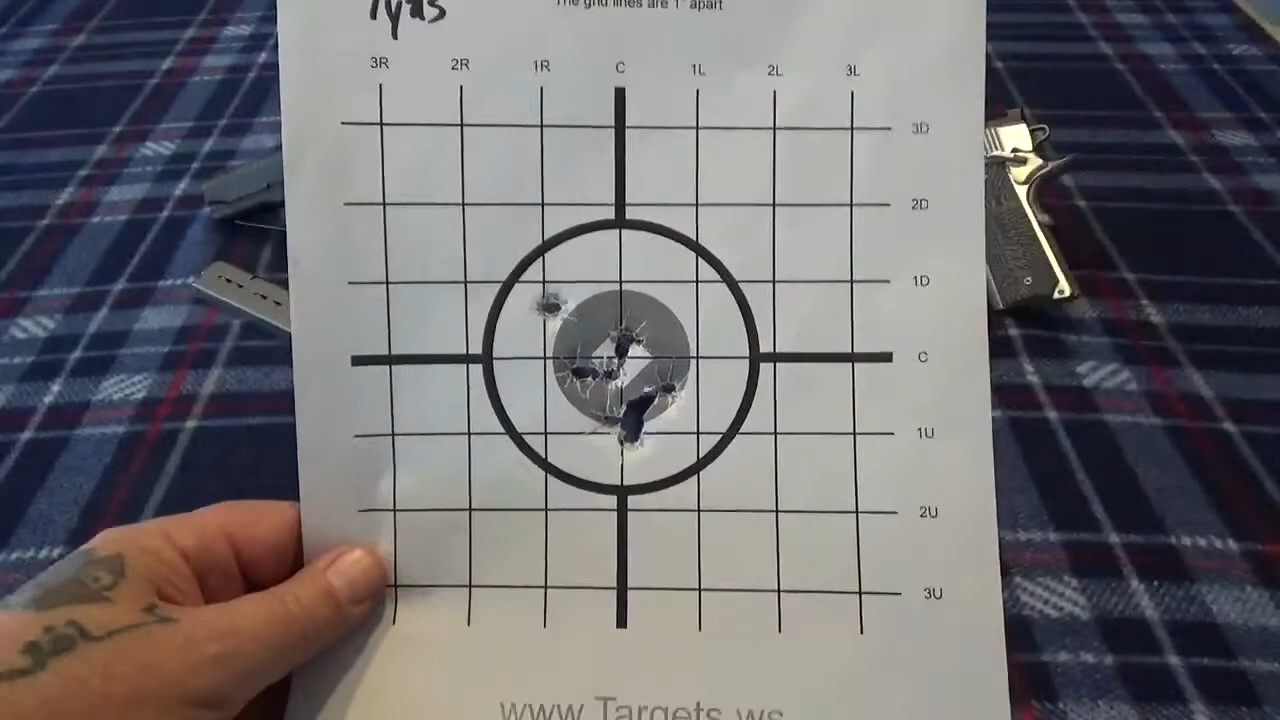 7yds
The grid lines are 1" apart
3R 2R 1R C 1L 2L 3L
3D
2D
1D
C
1U
2U
3U
www.Targets.ws